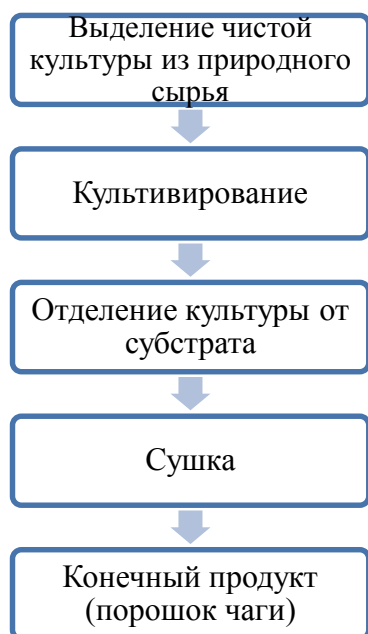 Выделение чистой
культуры из природного
сырья
Культивирование
Отделение культуры от
субстрата
Сушка
Конечный продукт
(порошок чаги)